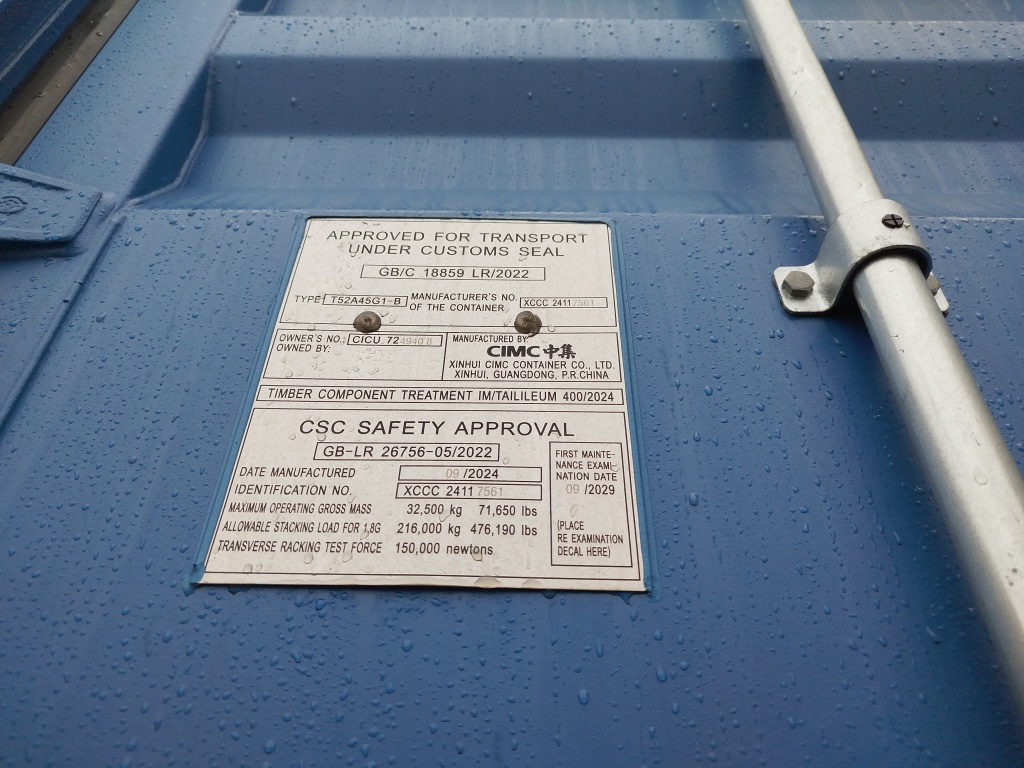 APPROVED FOR TRANSPORT
UNDER CUSTOMS SEAL
GB/C 18859 LR/2022
TYPE: T52A45G1-B MANUFACTURER'S NO. OF THE CONTAINER XCCC 2411 7561
OWNER'S NO.: CICU 724940 8
OWNED BY:
MANUFACTURED BY:
CIMC中集
XINHUI CIMC CONTAINER CO., LTD.
XINHUI, GUANGDONG, P.R.CHINA
TIMBER COMPONENT TREATMENT IM/TAILILEUM 400/2024
CSC SAFETY APPROVAL
GB-LR 26756-05/2022
DATE MANUFACTURED 09 /2024
IDENTIFICATION NO. XCCC 2411 7561
MAXIMUM OPERATING GROSS MASS 32,500 kg 71,650 lbs
ALLOWABLE STACKING LOAD FOR 1,8G 216,000 kg 476,190 lbs
TRANSVERSE RACKING TEST FORCE 150,000 newtons
FIRST MAINTE-
NANCE EXAMI-
NATION DATE
09 /2029
(PLACE
RE EXAMINATION
DECAL HERE)